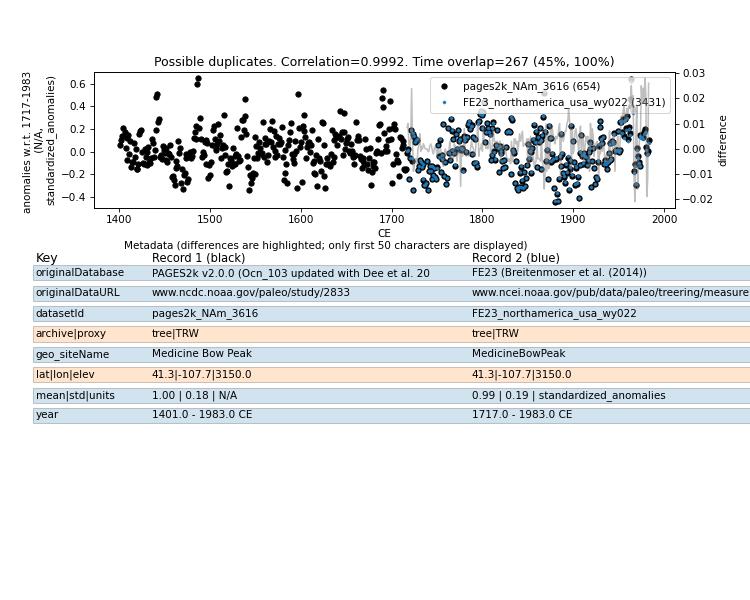 Possible duplicates. Correlation=0.9992. Time overlap=267 (45%, 100%)
anomalies w.r.t. 1717-1983
(N/A,
standardized_anomalies)
0.6
0.4
0.2
0.0
−0.2
−0.4
pages2k_NAm_3616 (654)
FE23_northamerica_usa_wy022 (3431)
0.03
0.02
0.01
0.00
−0.01
−0.02
difference
1400 1500 1600 1700 1800 1900 2000
CE
Metadata (differences are highlighted; only first 50 characters are displayed)
Key Record 1 (black) Record 2 (blue)
originalDatabase PAGES2k v2.0.0 (Ocn_103 updated with Dee et al. 20 FE23 (Breitenmoser et al. (2014))
originalDataURL www.ncdc.noaa.gov/paleo/study/2833 www.ncei.noaa.gov/pub/data/paleo/treering/measure
datasetId pages2k_NAm_3616 FE23_northamerica_usa_wy022
archive|proxy tree|TRW tree|TRW
geo_siteName Medicine Bow Peak MedicineBowPeak
lat|lon|elev 41.3|-107.7|3150.0 41.3|-107.7|3150.0
mean|std|units 1.00 | 0.18 | N/A 0.99 | 0.19 | standardized_anomalies
year 1401.0 - 1983.0 CE 1717.0 - 1983.0 CE